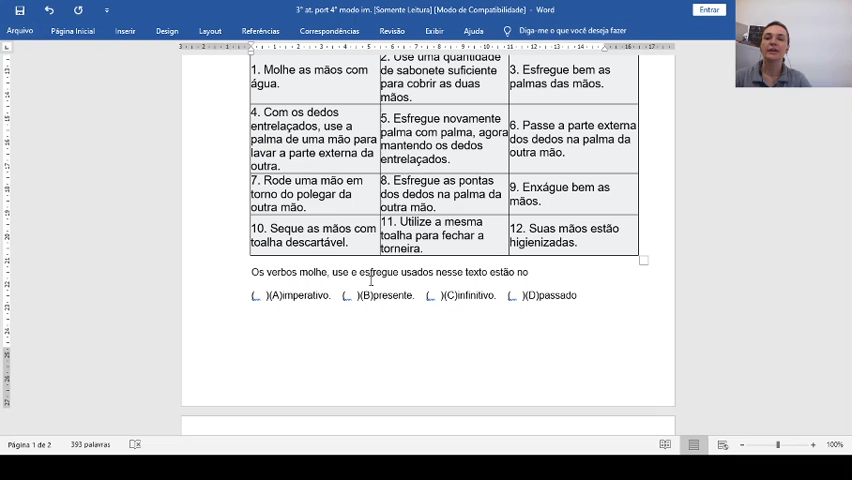 3° at. port 4° modo im. [Somente Leitura] [Modo de Compatibilidade] - Word
Entrar
Arquivo Página Inicial Inserir Design Layout Referências Correspondências Revisão Exibir Ajuda Diga-me o que você deseja fazer
1. Molhe as mãos com
água.
2. Use uma quantidade
de sabonete suficiente
para cobrir as duas
mãos.
3. Esfregue bem as
palmas das mãos.
4. Com os dedos
entrelaçados, use a
palma de uma mão para
lavar a parte externa da
outra.
5. Esfregue novamente
palma com palma, agora
mantendo os dedos
entrelaçados.
6. Passe a parte externa
dos dedos na palma da
outra mão.
7. Rode uma mão em
torno do polegar da
outra mão.
8. Esfregue as pontas
dos dedos na palma da
outra mão.
9. Enxágue bem as
mãos.
10. Seque as mãos com
toalha descartável.
11. Utilize a mesma
toalha para fechar a
torneira.
12. Suas mãos estão
higienizadas.
Os verbos molhe, use e esfregue usados nesse texto estão no
(   )(A)imperativo. (   )(B)presente. (   )(C)infinitivo. (   )(D)passado
Página 1 de 2 393 palavras 100%